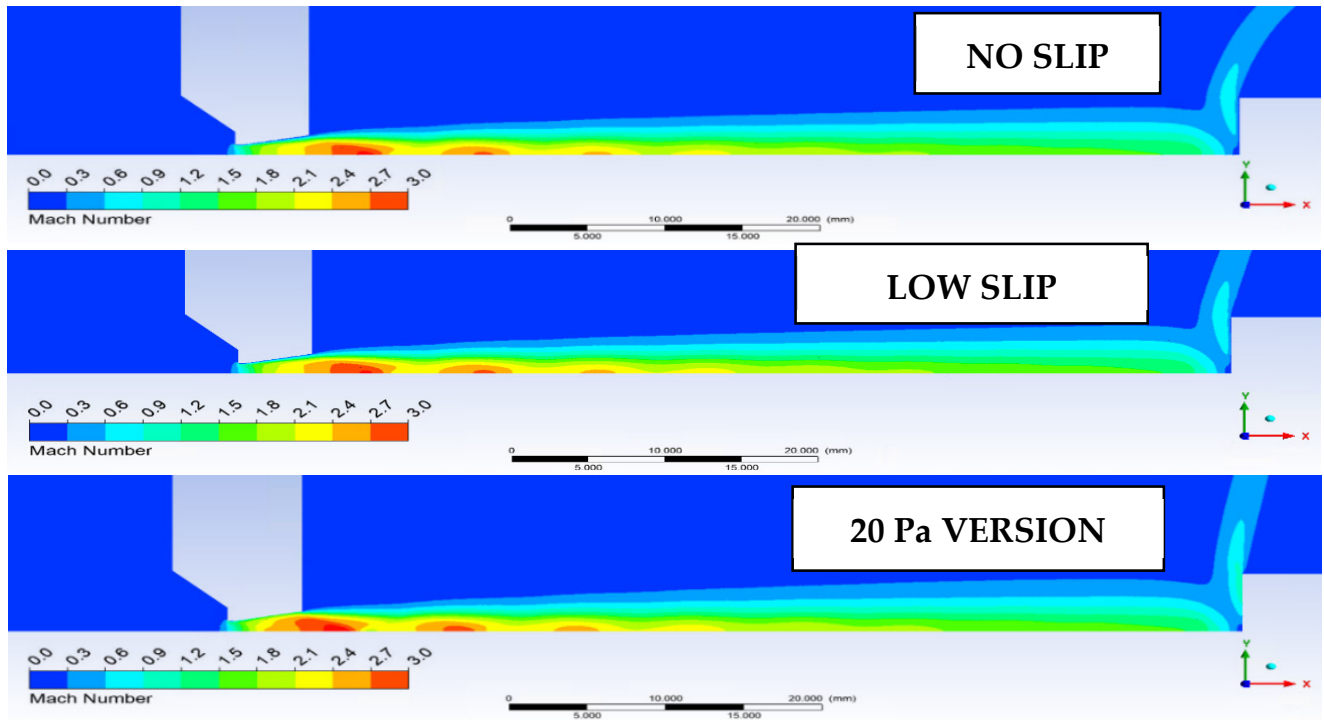 NO SLIP
0.0 0.3 0.6 0.9 1.2 1.5 1.8 2.1 2.4 2.7 3.0
Mach Number
0 10.000 20.000 (mm)
5.000 15.000
Y
X
LOW SLIP
0.0 0.3 0.6 0.9 1.2 1.5 1.8 2.1 2.4 2.7 3.0
Mach Number
0 10.000 20.000 (mm)
5.000 15.000
Y
X
20 Pa VERSION
0.0 0.3 0.6 0.9 1.2 1.5 1.8 2.1 2.4 2.7 3.0
Mach Number
0 10.000 20.000 (mm)
5.000 15.000
Y
X